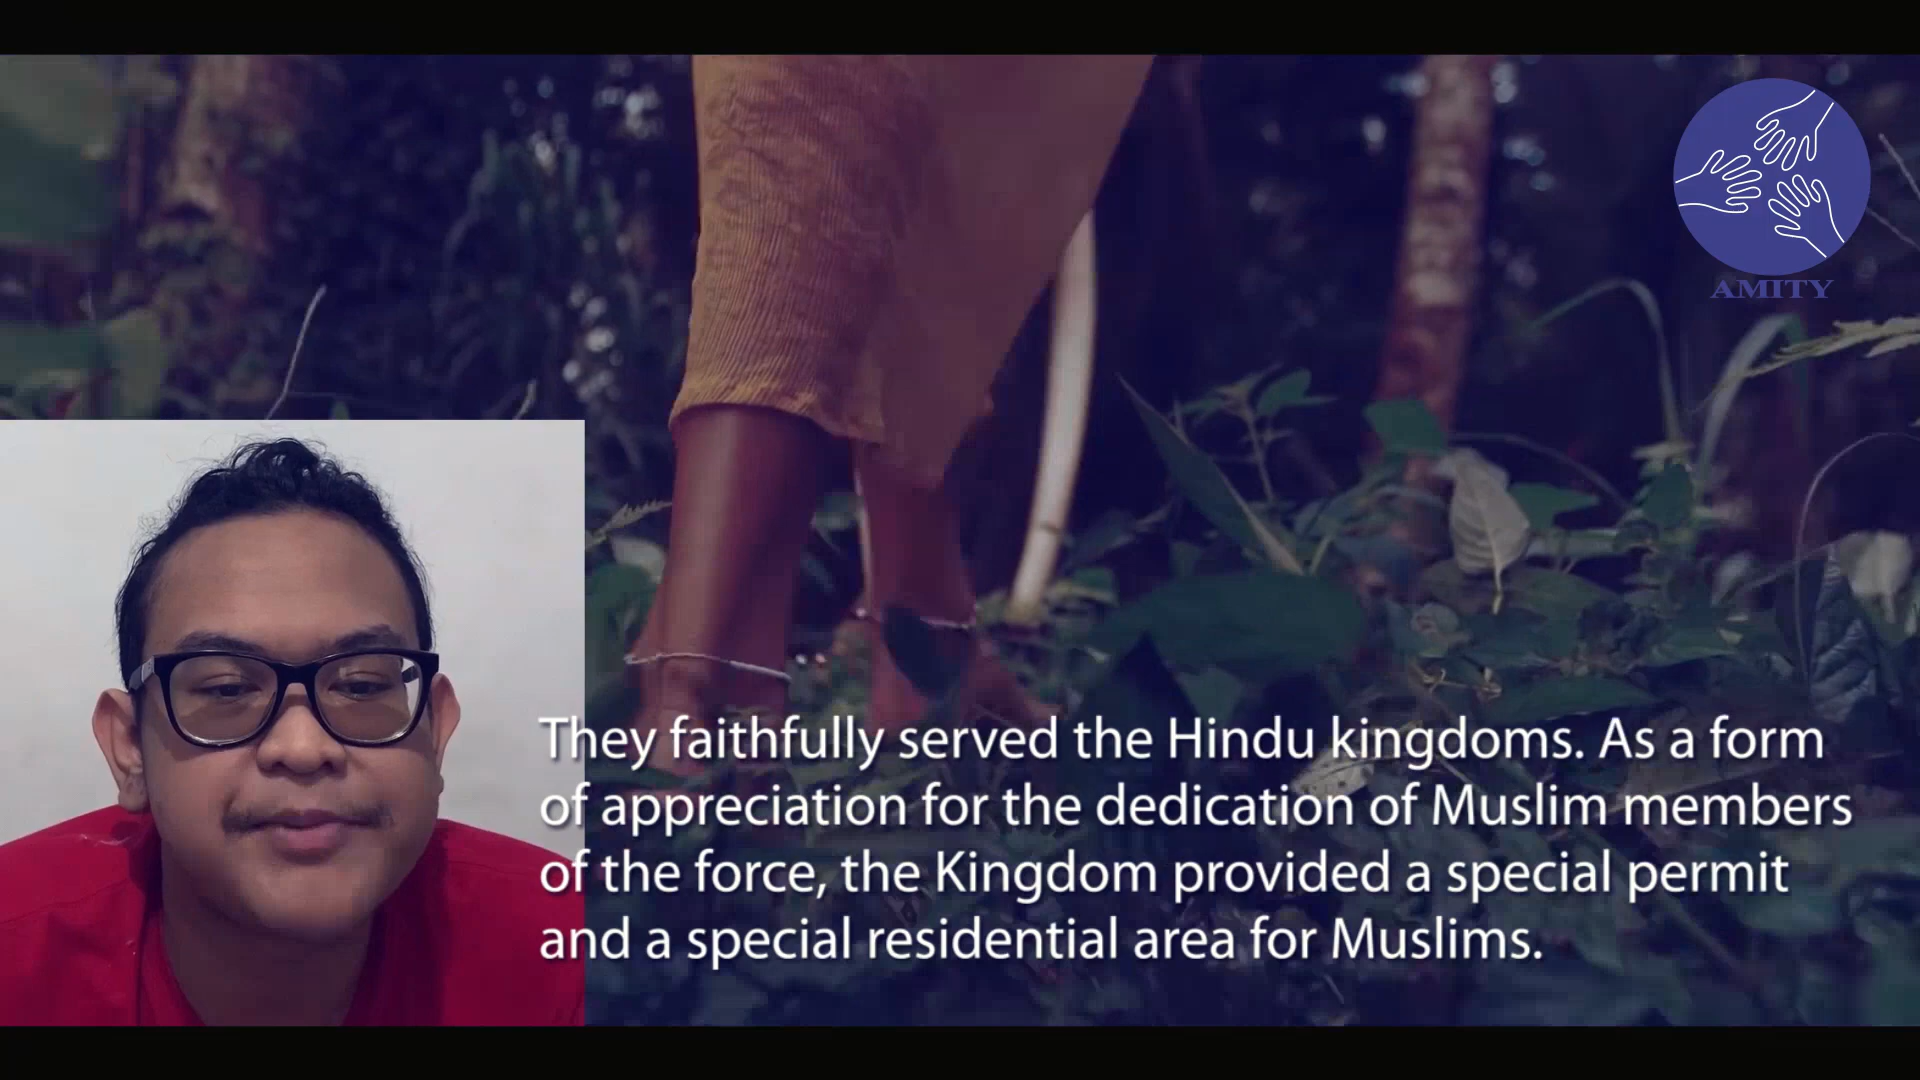 AMITY
They faithfully served the Hindu kingdoms. As a form
of appreciation for the dedication of Muslim members
of the force, the Kingdom provided a special permit
and a special residential area for Muslims.